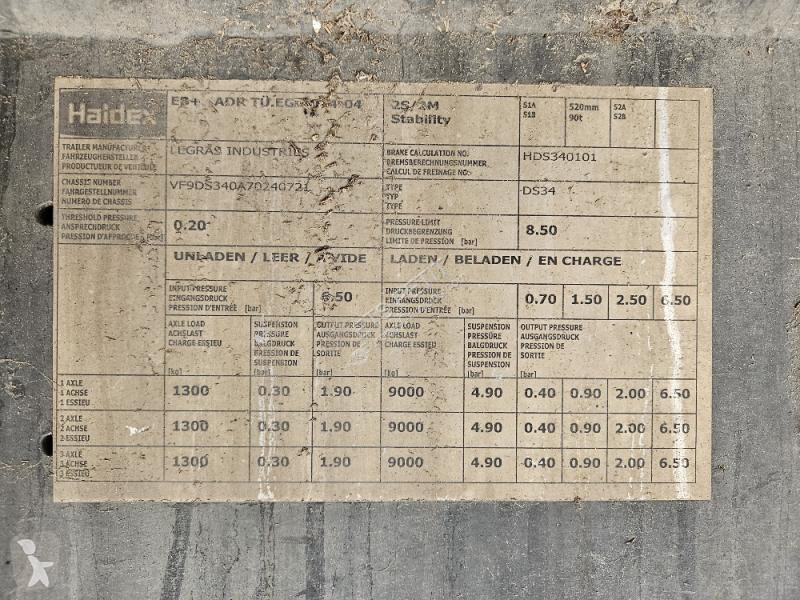 Haldex
EB+ ADR TÜ.EG
04
2S/2M
Stability
S1A
S1B
520mm
90t
S2A
S2B
TRAILER MANUFACTURER
FAHRZEUGHERSTELLER
PRODUCTEUR DE VEHICULE
LEGRAS INDUSTRIES
BRAKE CALCULATION NO.
BREMSBERECHNUNGSNUMMER
CALCUL DE FREINAGE NO:
HDS340101
CHASSIS NUMBER
FAHRGESTELLNUMMER
NUMERO DE CHASSIS
VF9DS340A70240721
TYPE
TYP
TYPE
DS34
THRESHOLD PRESSURE
ANSPRECHDRUCK
PRESSION D'APPROCHE [bar]
0.20
PRESSURE LIMIT
DRUCKBEGRENZUNG
LIMITE DE PRESSION [bar]
8.50
UNLADEN / LEER / A VIDE
LADEN / BELADEN / EN CHARGE
INPUT PRESSURE
EINGANGSDRUCK
PRESSION D'ENTRÉE [bar]
6.50
INPUT PRESSURE
EINGANGSDRUCK
PRESSION D'ENTRÉE [bar]
0.70 1.50 2.50 6.50
AXLE LOAD
ACHSLAST
CHARGE ESSIEU
[kg]
SUSPENSION
PRESSURE
BALGDRUCK
PRESSION DE
SUSPENSION
[bar]
OUTPUT PRESSURE
AUSGANGSDRUCK
PRESSION DE
SORTIE
[bar]
AXLE LOAD
ACHSLAST
CHARGE ESSIEU
[kg]
SUSPENSION
PRESSURE
BALGDRUCK
PRESSION DE
SUSPENSION
[bar]
OUTPUT PRESSURE
AUSGANGSDRUCK
PRESSION DE
SORTIE
[bar]
1 AXLE
1 ACHSE
1 ESSIEU
1300 0.30 1.90 9000 4.90 0.40 0.90 2.00 6.50
2 AXLE
2 ACHSE
2 ESSIEU
1300 0.30 1.90 9000 4.90 0.40 0.90 2.00 6.50
3 AXLE
3 ACHSE
3 ESSIEU
1300 0.30 1.90 9000 4.90 0.40 0.90 2.00 6.50